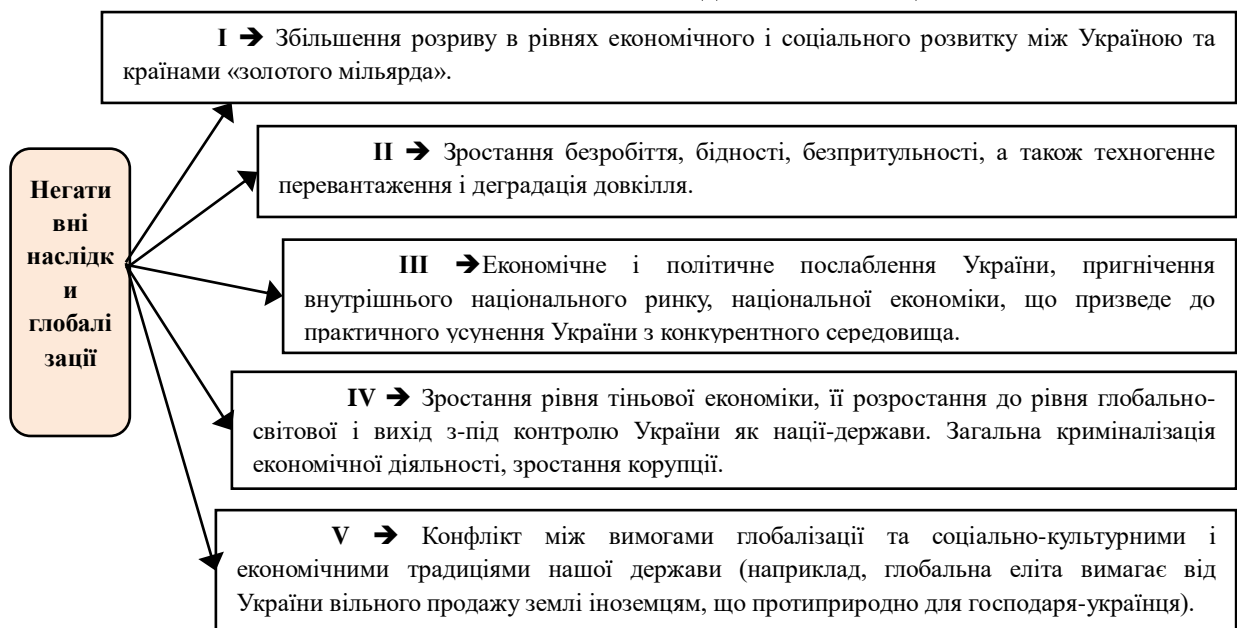 I ➔ Збільшення розриву в рівнях економічного і соціального розвитку між Україною та
країнами «золотого мільярда».
II ➔ Зростання безробіття, бідності, безпритульності, а також техногенне
перевантаження і деградація довкілля.
Негати
вні
наслідк
и
глобалі
зації
III ➔Економічне і політичне послаблення України, пригнічення
внутрішнього національного ринку, національної економіки, що призведе до
практичного усунення України з конкурентного середовища.
IV ➔ Зростання рівня тіньової економіки, її розростання до рівня глобально-
світової і вихід з-під контролю України як нації-держави. Загальна криміналізація
економічної діяльності, зростання корупції.
V ➔ Конфлікт між вимогами глобалізації та соціально-культурними і
економічними традиціями нашої держави (наприклад, глобальна еліта вимагає від
України вільного продажу землі іноземцям, що протиприродно для господаря-українця).